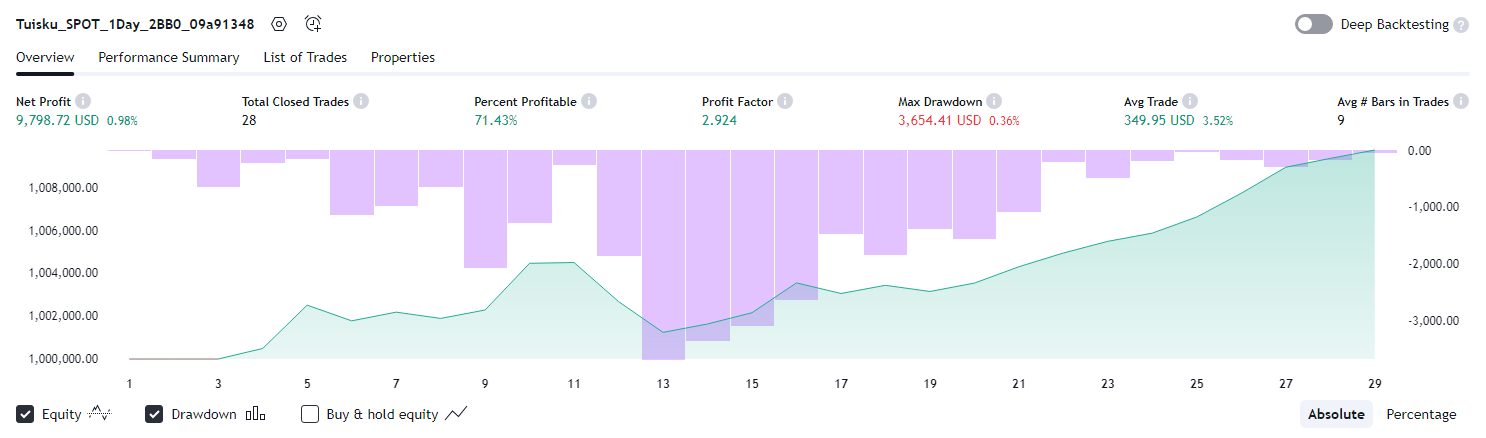 Tuisku_SPOT_1Day_2BB0_09a91348 Deep Backtesting ?
Overview Performance Summary List of Trades Properties
Net Profit Total Closed Trades Percent Profitable Profit Factor Max Drawdown Avg Trade Avg # Bars in Trades
9,798.72 USD 0.98% 28 71.43% 2.924 3,654.41 USD 0.36% 349.95 USD 3.52% 9
0.00
1,008,000.00
-1,000.00
1,006,000.00
-2,000.00
1,004,000.00
1,002,000.00
-3,000.00
1,000,000.00
1 3 5 7 9 11 13 15 17 19 21 23 25 27 29
Equity Drawdown Buy & hold equity Absolute Percentage